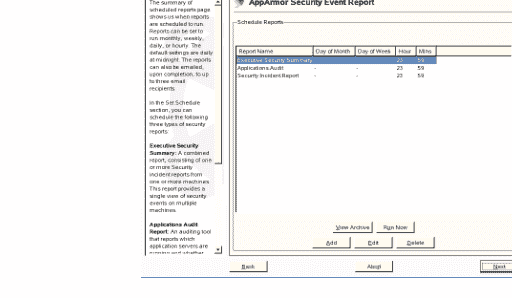 The summary of
scheduled reports page
shows us when reports
are scheduled to run.
Reports can be set to
run monthly, weekly,
daily, or hourly. The
default settings are daily
at midnight. The reports
can also be emailed,
upon completion, to up
to three email
recipients.
In the Set Schedule
section, you can
schedule the following
three types of security
reports:
Executive Security
Summary: A combined
report, consisting of one
or more Security
incident reports from
one or more machines.
This report provides a
single view of security
events on multiple
machines.
Applications Audit
Report: An auditing tool
that reports which
application servers are
running and whether
AppArmor Security Event Report
Schedule Reports
Report Name Day of Month Day of Week Hour Mins
Executive Security Summary - - 23 59
Applications Audit - - 23 59
Security Incident Report - - 23 59
View Archive Run Now
Add Edit Delete
Back Abort Next